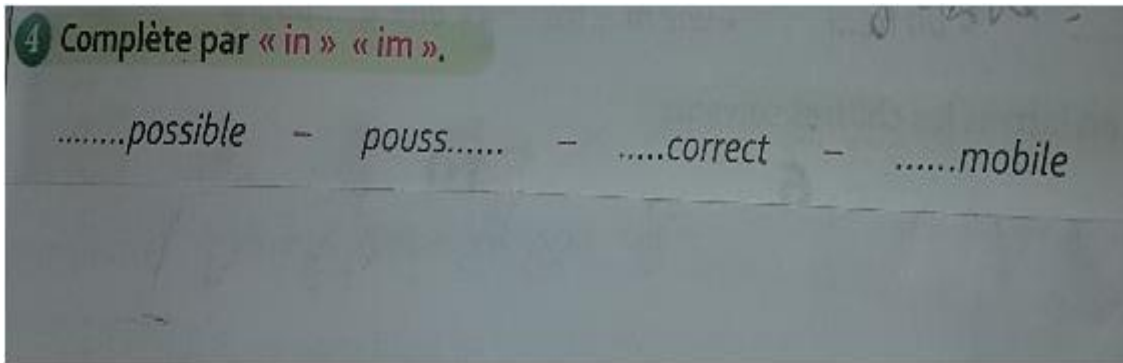 4 Complète par « in » « im ».
........possible – pouss...... – .....correct – ......mobile